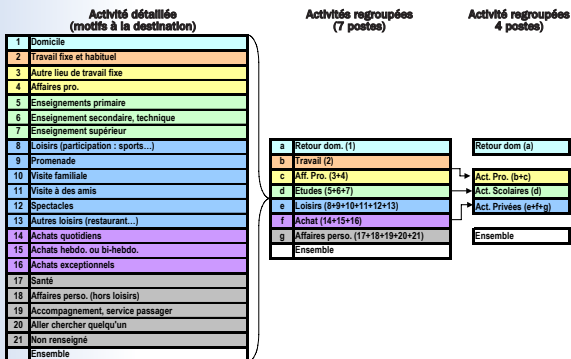 Activité détaillée
(motifs à la destination)
1 Domicile
2 Travail fixe et habituel
3 Autre lieu de travail fixe
4 Affaires pro.
5 Enseignements primaire
6 Enseignement secondaire, technique
7 Enseignement supérieur
8 Loisirs (participation : sports...)
9 Promenade
10 Visite familiale
11 Visite à des amis
12 Spectacles
13 Autres loisirs (restaurant...)
14 Achats quotidiens
15 Achats hebdo. ou bi-hebdo.
16 Achats exceptionnels
17 Santé
18 Affaires perso. (hors loisirs)
19 Accompagnement, service passager
20 Aller chercher quelqu'un
21 Non renseigné
Ensemble
Activités regroupées
(7 postes)
a Retour dom. (1)
b Travail (2)
c Aff. Pro. (3+4)
d Etudes (5+6+7)
e Loisirs (8+9+10+11+12+13)
f Achat (14+15+16)
g Affaires perso. (17+18+19+20+21)
Ensemble
Activité regroupées
4 postes)
Retour dom (a)
Act. Pro. (b+c)
Act. Scolaires (d)
Act. Privées (e+f+g)
Ensemble